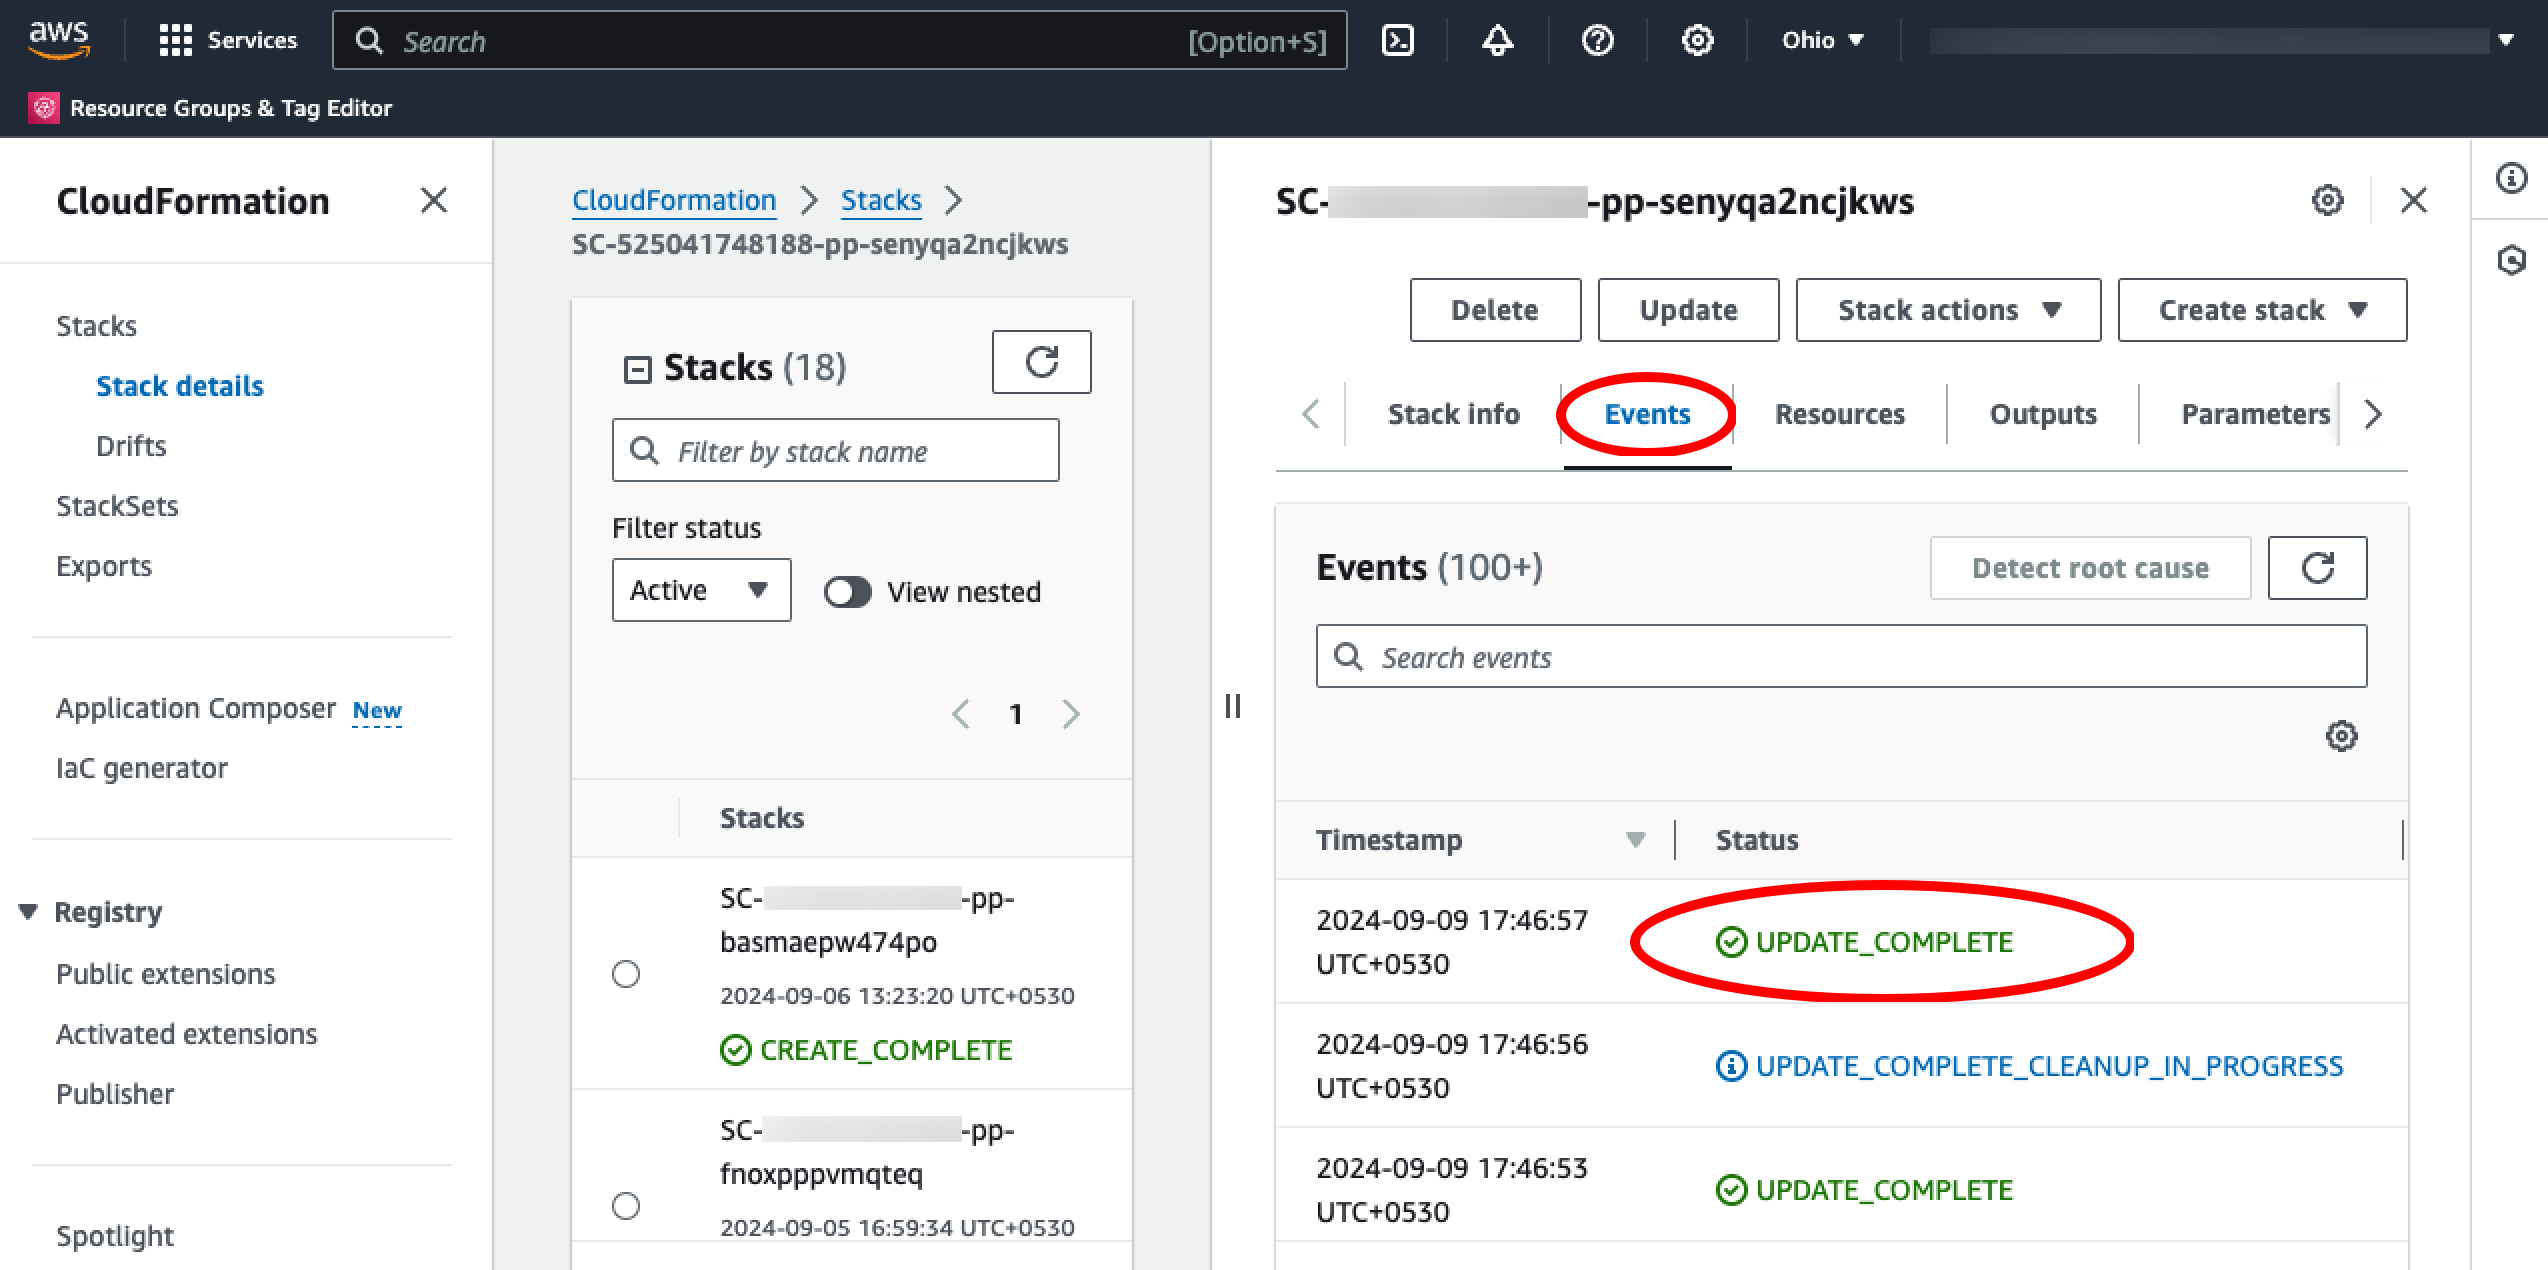 aws
Services
Search
[Option+S]
Ohio
Resource Groups & Tag Editor
CloudFormation
Stacks
Stack details
Drifts
StackSets
Exports
Application Composer New
IaC generator
Registry
Public extensions
Activated extensions
Publisher
Spotlight
CloudFormation
Stacks
SC-525041748188-pp-senyqa2ncjkws
Stacks (18)
Filter by stack name
Filter status
Active
View nested
1
Stacks
SC- -pp-
basmaepw474po
2024-09-06 13:23:20 UTC+0530
CREATE_COMPLETE
SC- -pp-
fnoxpppvmqteq
2024-09-05 16:59:34 UTC+0530
SC- -pp-senyqa2ncjkws
Delete
Update
Stack actions
Create stack
Stack info
Events
Resources
Outputs
Parameters
Events (100+)
Detect root cause
Search events
Timestamp
Status
2024-09-09 17:46:57
UTC+0530
UPDATE_COMPLETE
2024-09-09 17:46:56
UTC+0530
UPDATE_COMPLETE_CLEANUP_IN_PROGRESS
2024-09-09 17:46:53
UTC+0530
UPDATE_COMPLETE